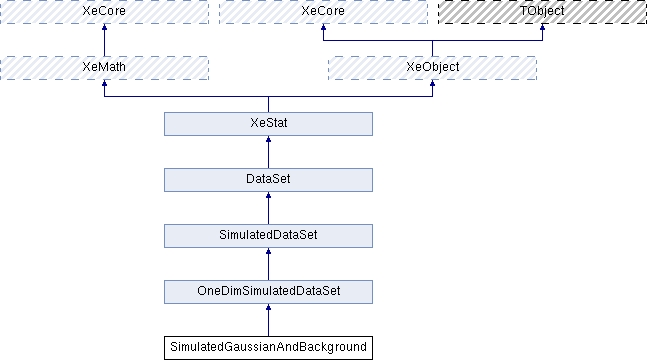 XeCore
XeCore
TObject
XeMath
XeObject
XeStat
DataSet
SimulatedDataSet
OneDimSimulatedDataSet
SimulatedGaussianAndBackground